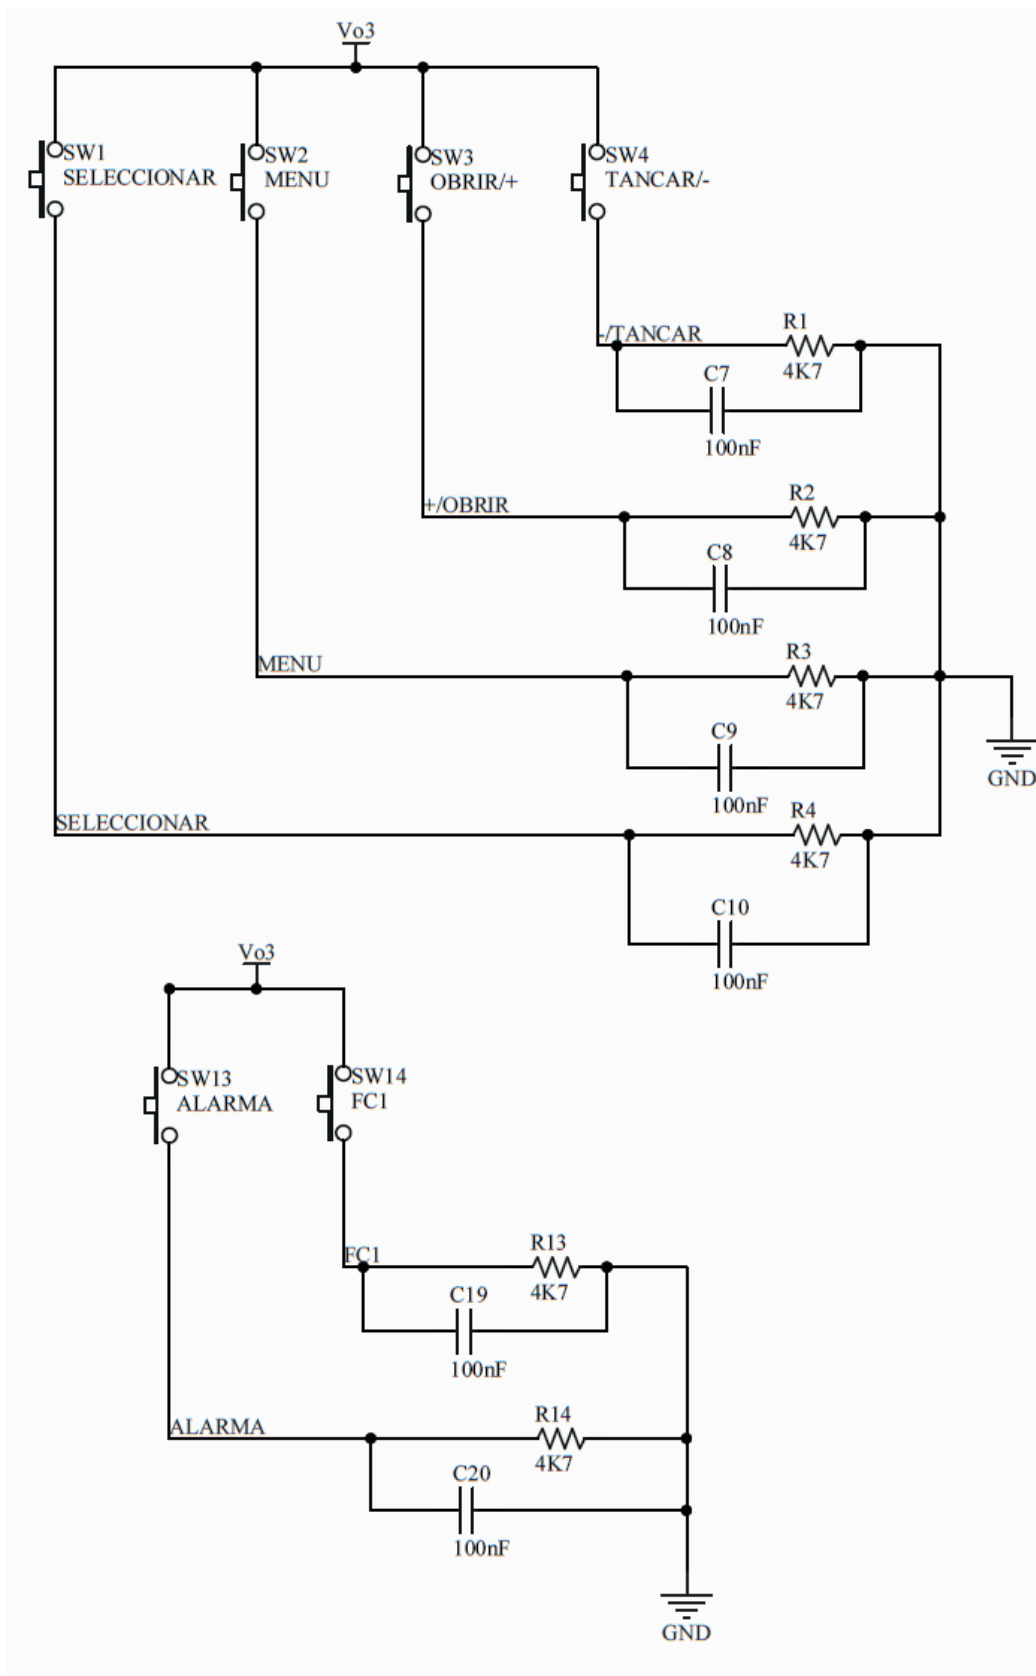 Vo3
SW1
SELECCIONAR
SW2
MENU
SW3
OBRIR/+
SW4
TANCAR/-
-/TANCAR
R1
4K7
C7
100nF
+/OBRIR
R2
4K7
C8
100nF
MENU
R3
4K7
C9
100nF
GND
SELECCIONAR
R4
4K7
C10
100nF
Vo3
SW13
ALARMA
SW14
FC1
FC1
R13
4K7
C19
100nF
ALARMA
R14
4K7
C20
100nF
GND